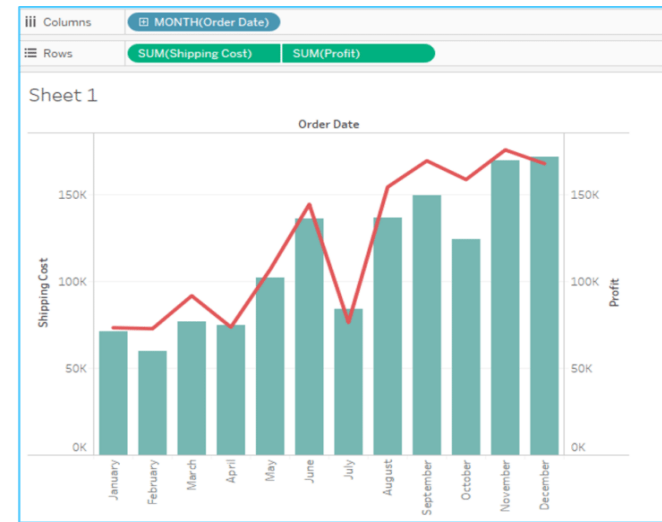 Columns
MONTH(Order Date)
Rows
SUM(Shipping Cost) SUM(Profit)
Sheet 1
Order Date
Shipping Cost
150K
100K
50K
0K
150K
100K
50K
0K
Profit
January
February
March
April
May
June
July
August
September
October
November
December